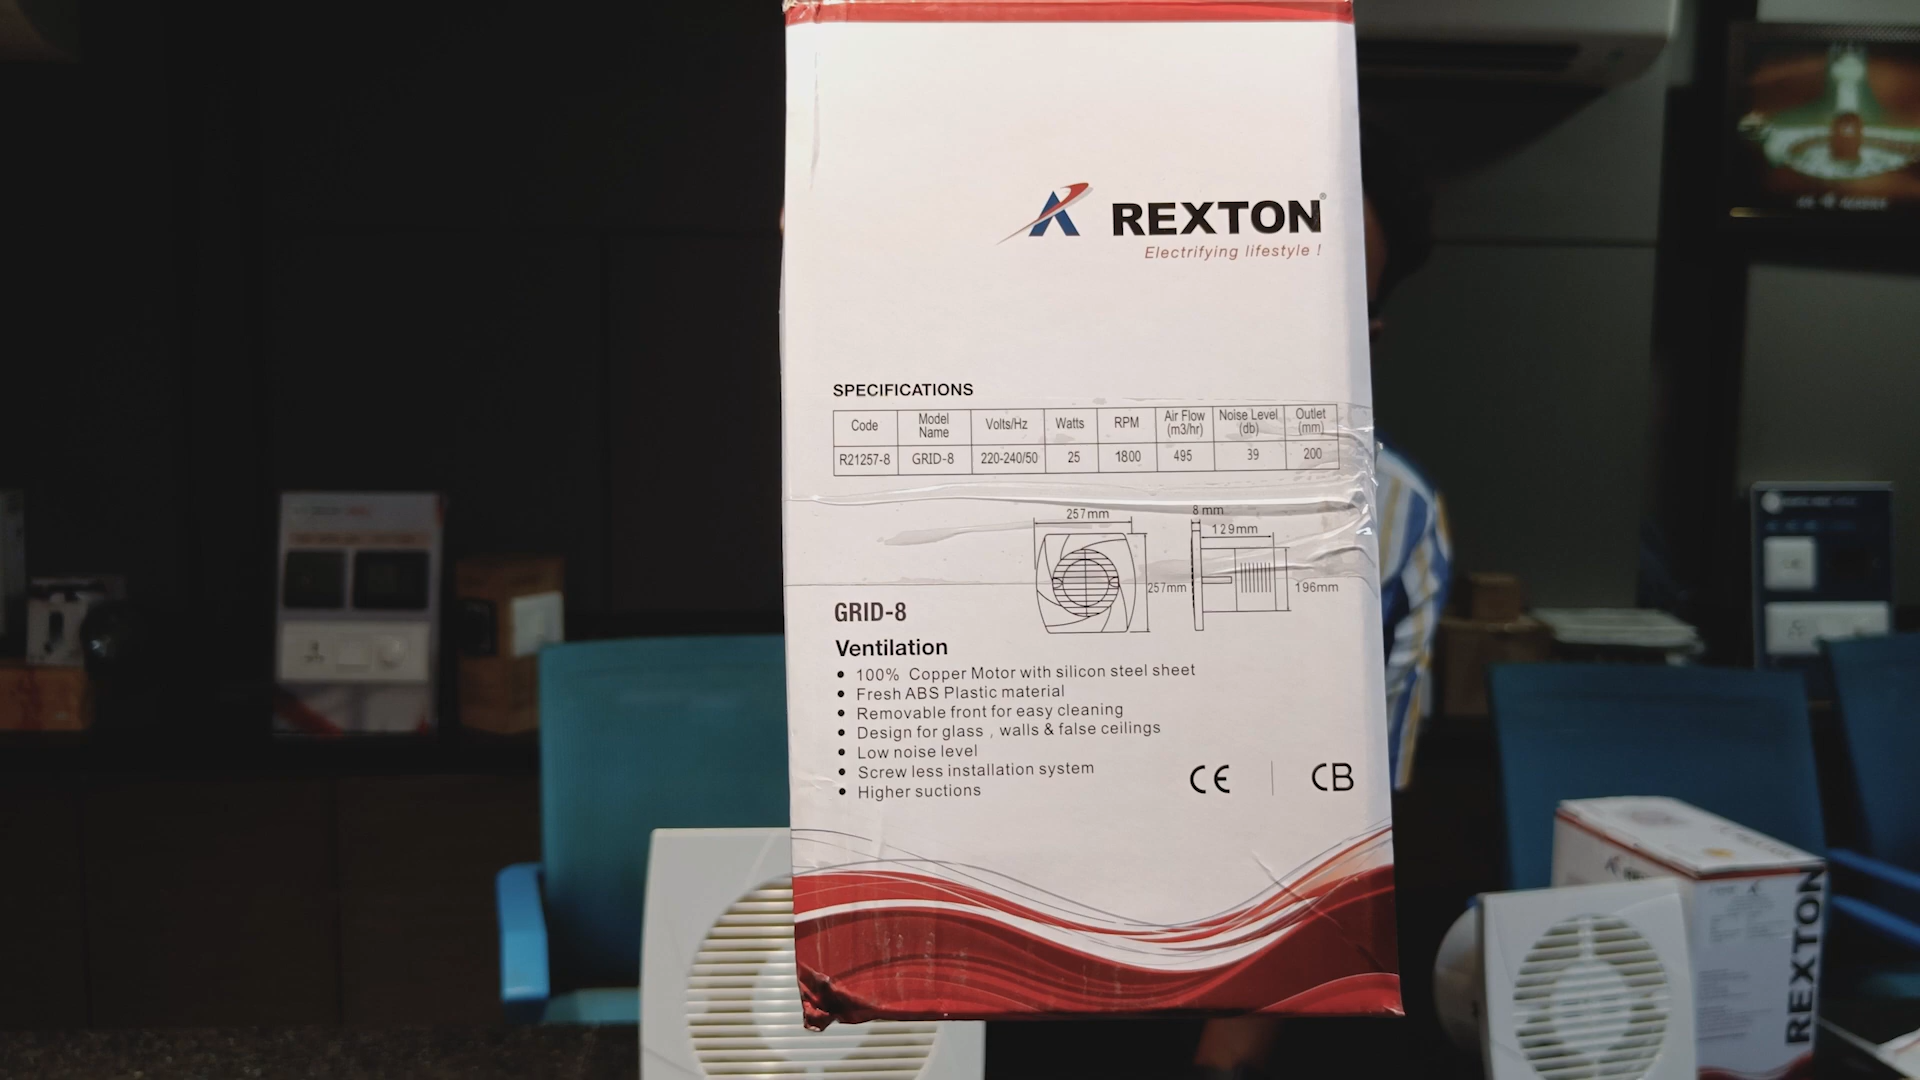 REXTON®
Electrifying lifestyle !
SPECIFICATIONS
Code Model Name Volts/Hz Watts RPM Air Flow (m3/hr) Noise Level (db) Outlet (mm)
R21257-8 GRID-8 220-240/50 25 1800 495 39 200
257mm
8 mm
129mm
257mm
196mm
GRID-8
Ventilation
• 100% Copper Motor with silicon steel sheet
• Fresh ABS Plastic material
• Removable front for easy cleaning
• Design for glass , walls & false ceilings
• Low noise level
• Screw less installation system
• Higher suctions
CE
CB
REXTON